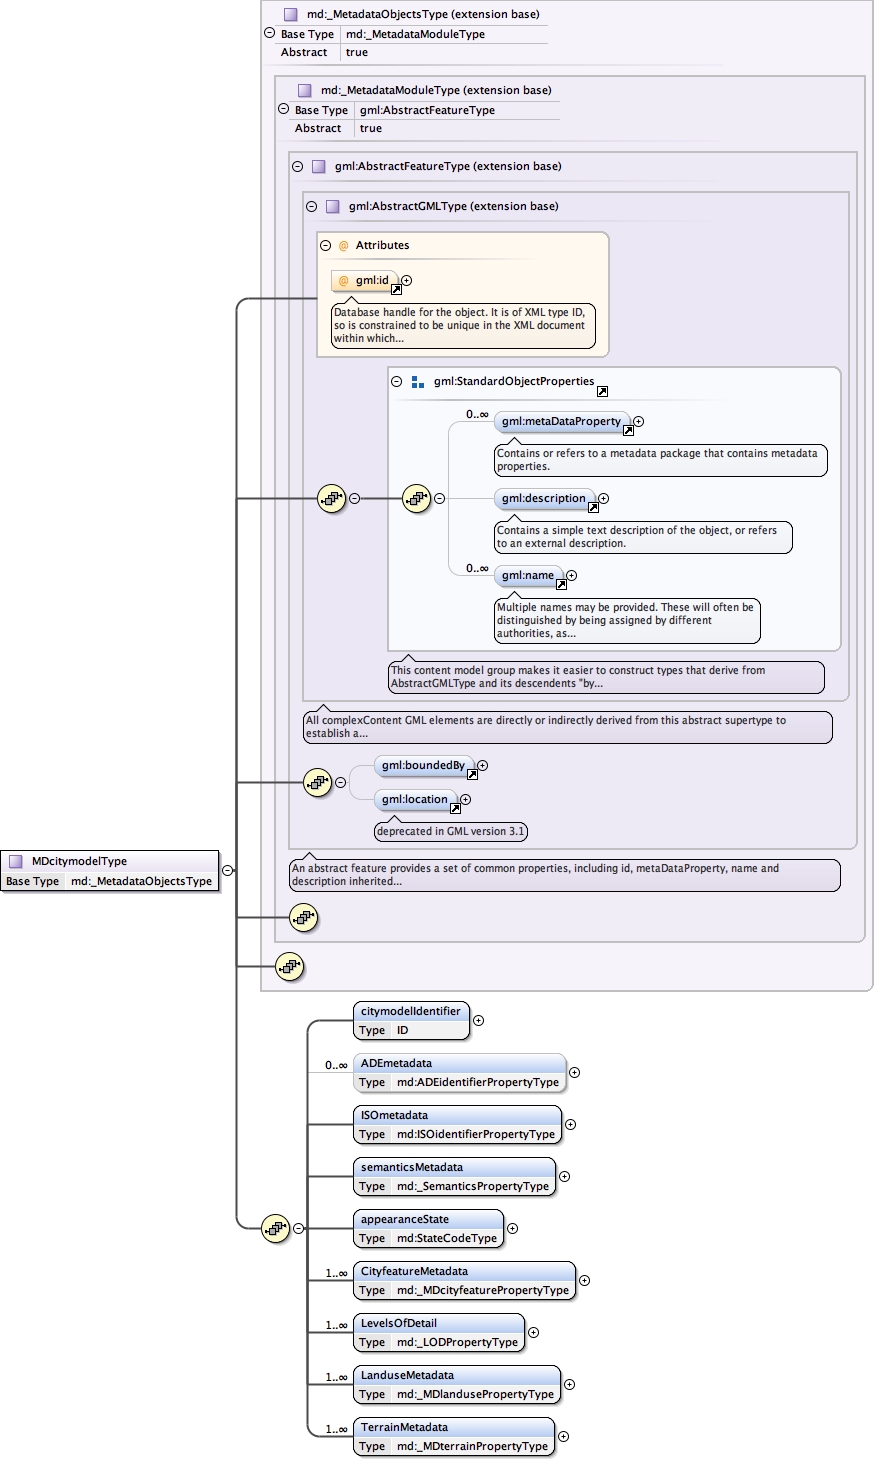 md:_MetadataObjectsType (extension base)
Base Type md:_MetadataModuleType
Abstract true
md:_MetadataModuleType (extension base)
Base Type gml:AbstractFeatureType
Abstract true
gml:AbstractFeatureType (extension base)
gml:AbstractGMLType (extension base)
@ Attributes
@ gml:id
Database handle for the object. It is of XML type ID,
so is constrained to be unique in the XML document
within which...
gml:StandardObjectProperties
0..∞ gml:metaDataProperty
Contains or refers to a metadata package that contains metadata
properties.
gml:description
Contains a simple text description of the object, or refers
to an external description.
0..∞ gml:name
Multiple names may be provided. These will often be
distinguished by being assigned by different
authorities, as...
This content model group makes it easier to construct types that derive from
AbstractGMLType and its descendents "by...
All complexContent GML elements are directly or indirectly derived from this abstract supertype to
establish a...
gml:boundedBy
gml:location
deprecated in GML version 3.1
MDcitymodelType
Base Type md:_MetadataObjectsType
An abstract feature provides a set of common properties, including id, metaDataProperty, name and
description inherited...
citymodelIdentifier
Type ID
0..∞ ADEmetadata
Type md:ADEidentifierPropertyType
ISOmetadata
Type md:ISOidentifierPropertyType
semanticsMetadata
Type md:_SemanticsPropertyType
appearanceState
Type md:StateCodeType
1..∞ CityfeatureMetadata
Type md:_MDcityfeaturePropertyType
1..∞ LevelsOfDetail
Type md:_LODPropertyType
1..∞ LanduseMetadata
Type md:_MDlandusePropertyType
1..∞ TerrainMetadata
Type md:_MDterrainPropertyType